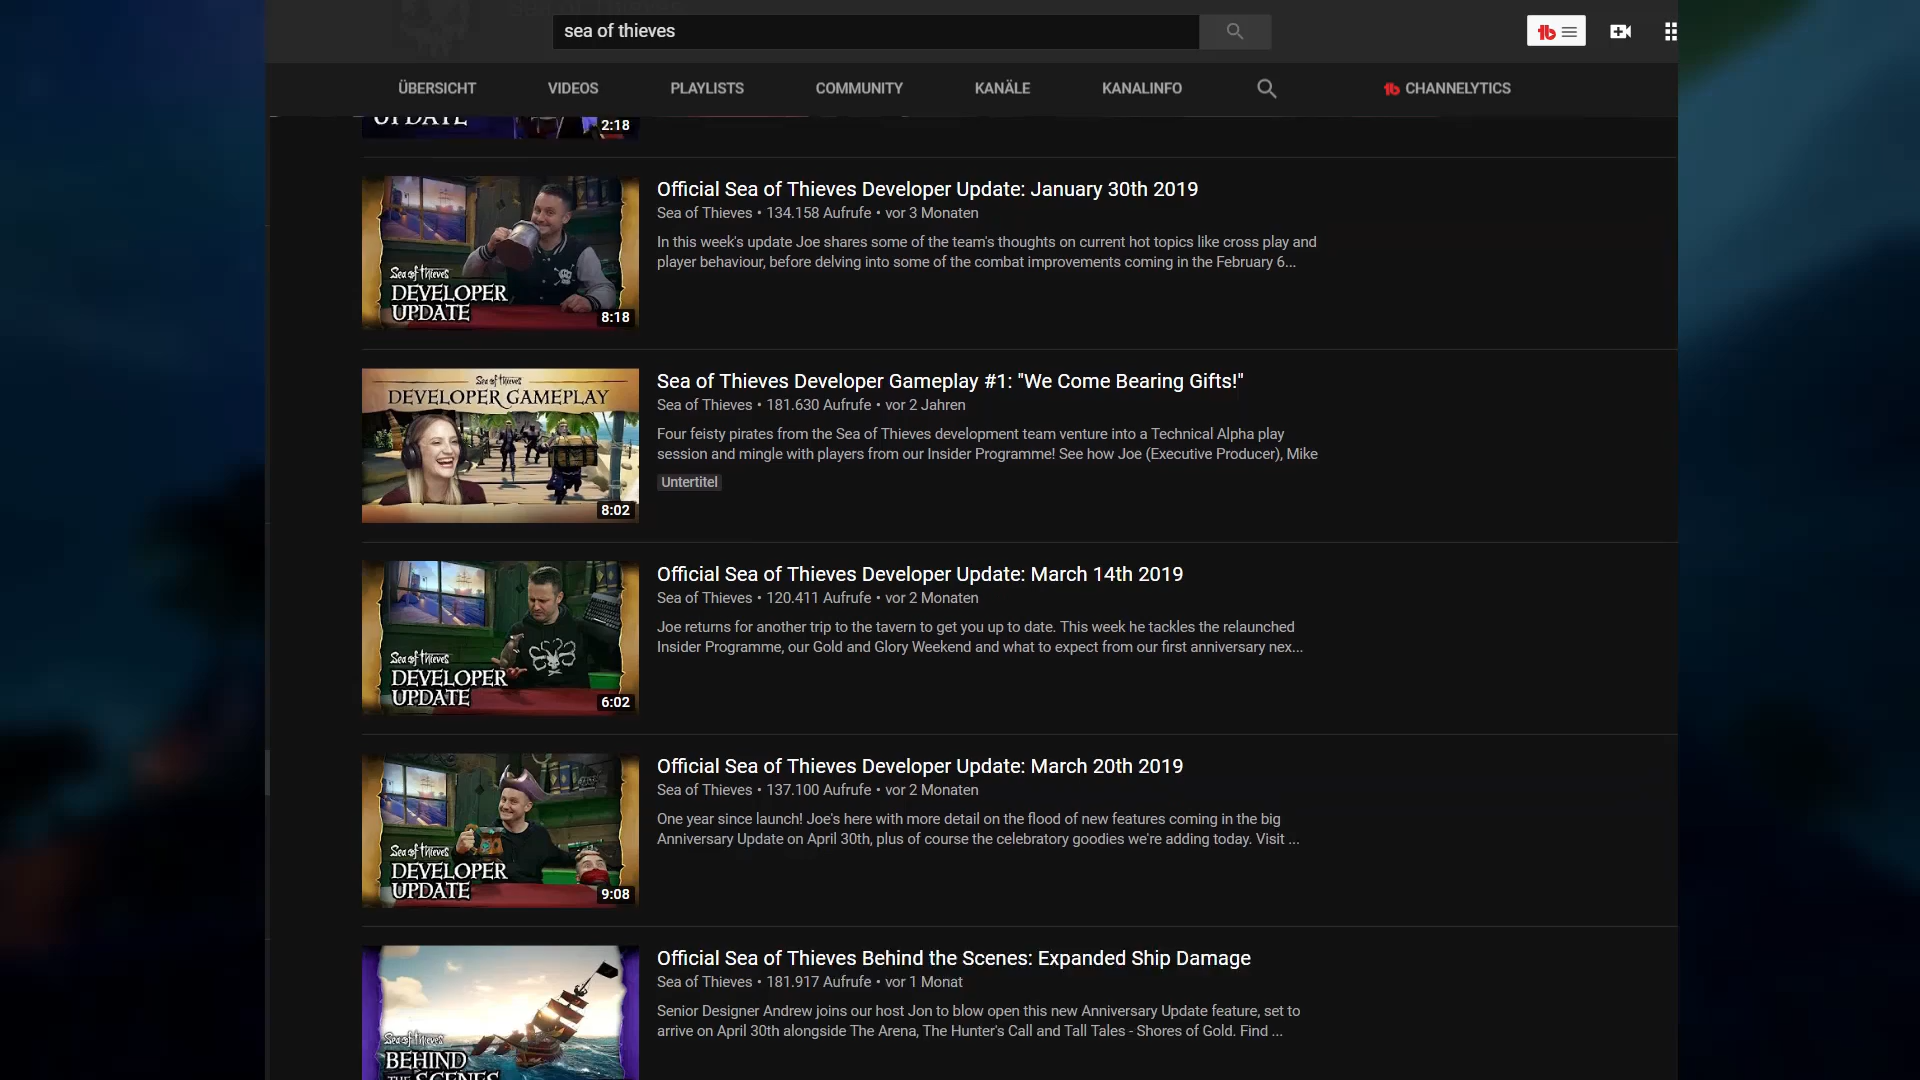 sea of thieves
ÜBERSICHT VIDEOS PLAYLISTS COMMUNITY KANÄLE KANALINFO CHANNELYTICS
UPDATE
2:18
Official Sea of Thieves Developer Update: January 30th 2019
Sea of Thieves • 134.158 Aufrufe • vor 3 Monaten
In this week's update Joe shares some of the team's thoughts on current hot topics like cross play and
player behaviour, before delving into some of the combat improvements coming in the February 6...
Sea of Thieves
DEVELOPER
UPDATE
8:18
Sea of Thieves Developer Gameplay #1: "We Come Bearing Gifts!"
Sea of Thieves • 181.630 Aufrufe • vor 2 Jahren
Four feisty pirates from the Sea of Thieves development team venture into a Technical Alpha play
session and mingle with players from our Insider Programme! See how Joe (Executive Producer), Mike
Untertitel
Sea of Thieves
DEVELOPER GAMEPLAY
8:02
Official Sea of Thieves Developer Update: March 14th 2019
Sea of Thieves • 120.411 Aufrufe • vor 2 Monaten
Joe returns for another trip to the tavern to get you up to date. This week he tackles the relaunched
Insider Programme, our Gold and Glory Weekend and what to expect from our first anniversary nex...
Sea of Thieves
DEVELOPER
UPDATE
6:02
Official Sea of Thieves Developer Update: March 20th 2019
Sea of Thieves • 137.100 Aufrufe • vor 2 Monaten
One year since launch! Joe's here with more detail on the flood of new features coming in the big
Anniversary Update on April 30th, plus of course the celebratory goodies we're adding today. Visit ...
Sea of Thieves
DEVELOPER
UPDATE
9:08
Official Sea of Thieves Behind the Scenes: Expanded Ship Damage
Sea of Thieves • 181.917 Aufrufe • vor 1 Monat
Senior Designer Andrew joins our host Jon to blow open this new Anniversary Update feature, set to
arrive on April 30th alongside The Arena, The Hunter's Call and Tall Tales - Shores of Gold. Find ...
Sea of Thieves
BEHIND
THE SCENES